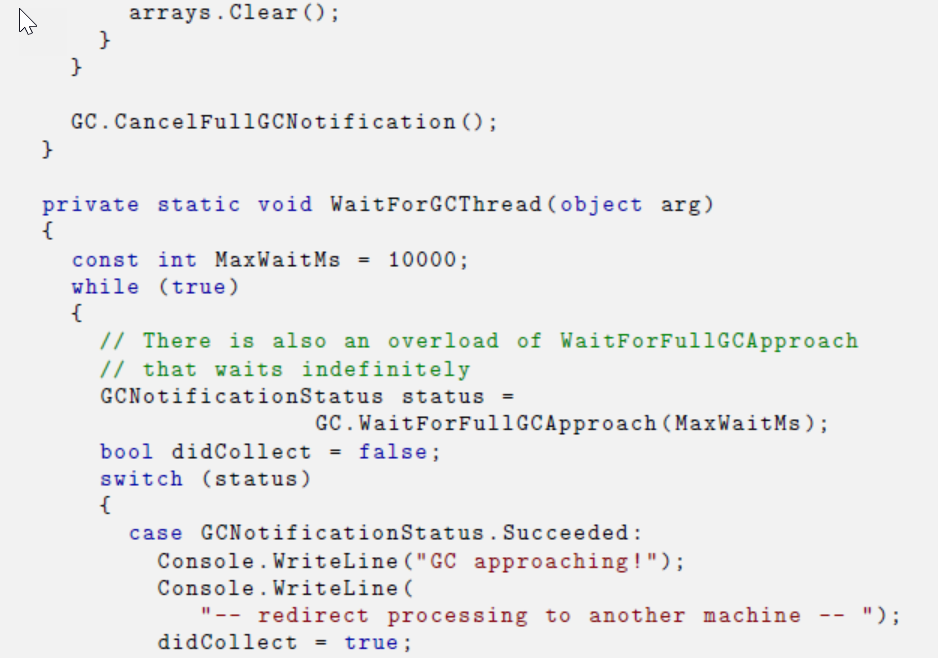 arrays.Clear();
}
}
GC.CancelFullGCNotification();
}
private static void WaitForGCThread(object arg)
{
const int MaxWaitMs = 10000;
while (true)
{
// There is also an overload of WaitForFullGCApproach
// that waits indefinitely
GCNotificationStatus status =
GC.WaitForFullGCApproach(MaxWaitMs);
bool didCollect = false;
switch (status)
{
case GCNotificationStatus.Succeeded:
Console.WriteLine("GC approaching!");
Console.WriteLine(
"-- redirect processing to another machine -- ");
didCollect = true;